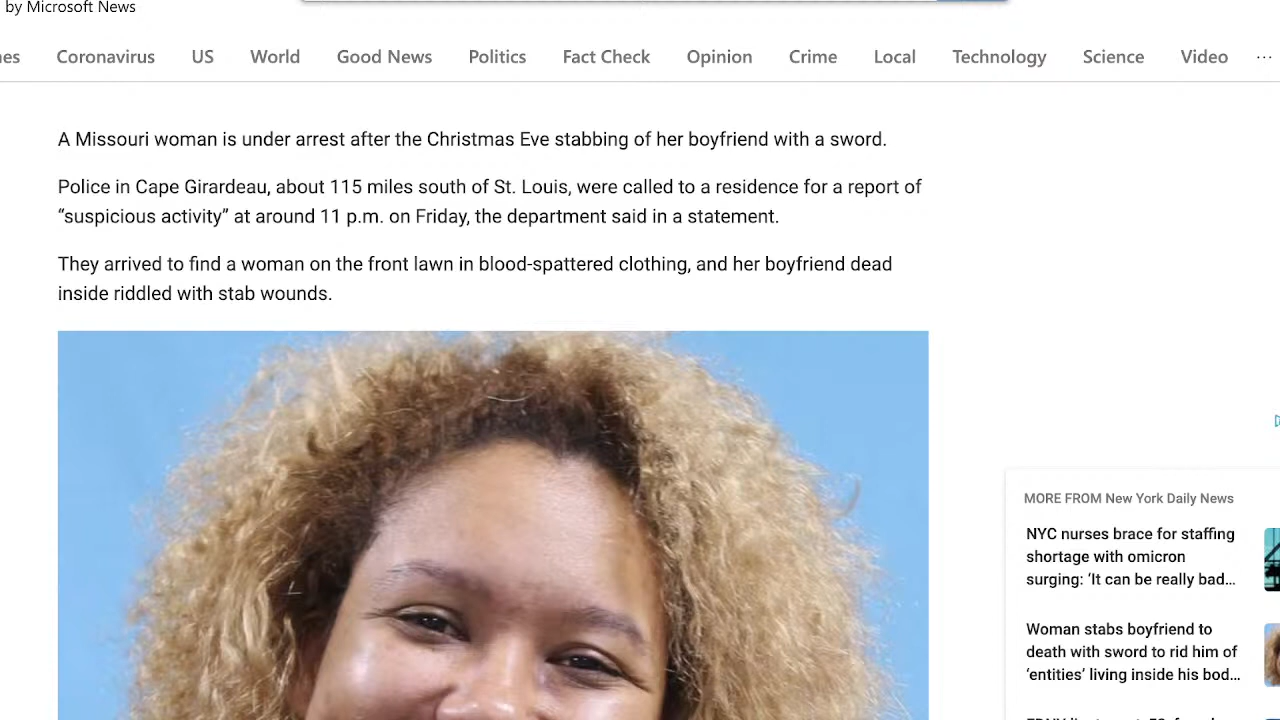 by Microsoft News
Coronavirus US World Good News Politics Fact Check Opinion Crime Local Technology Science Video ...
A Missouri woman is under arrest after the Christmas Eve stabbing of her boyfriend with a sword.
Police in Cape Girardeau, about 115 miles south of St. Louis, were called to a residence for a report of
“suspicious activity” at around 11 p.m. on Friday, the department said in a statement.
They arrived to find a woman on the front lawn in blood-spattered clothing, and her boyfriend dead
inside riddled with stab wounds.
MORE FROM New York Daily News
NYC nurses brace for staffing
shortage with omicron
surging: ‘It can be really bad...
Woman stabs boyfriend to
death with sword to rid him of
‘entities’ living inside his bod...